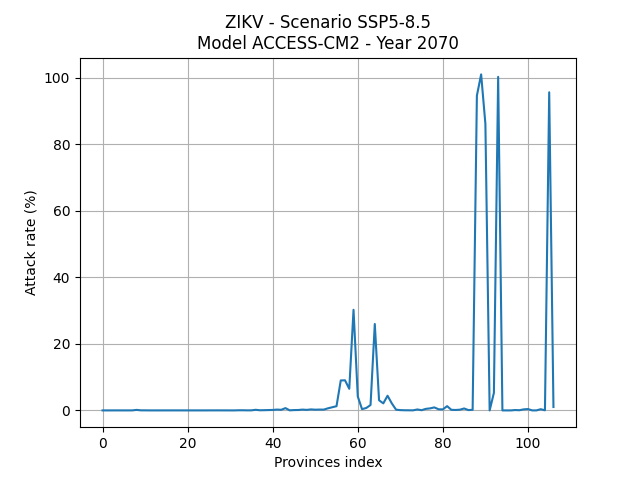 ZIKV - Scenario SSP5-8.5
Model ACCESS-CM2 - Year 2070
Attack rate (%)
100
80
60
40
20
0
0 20 40 60 80 100
Provinces index